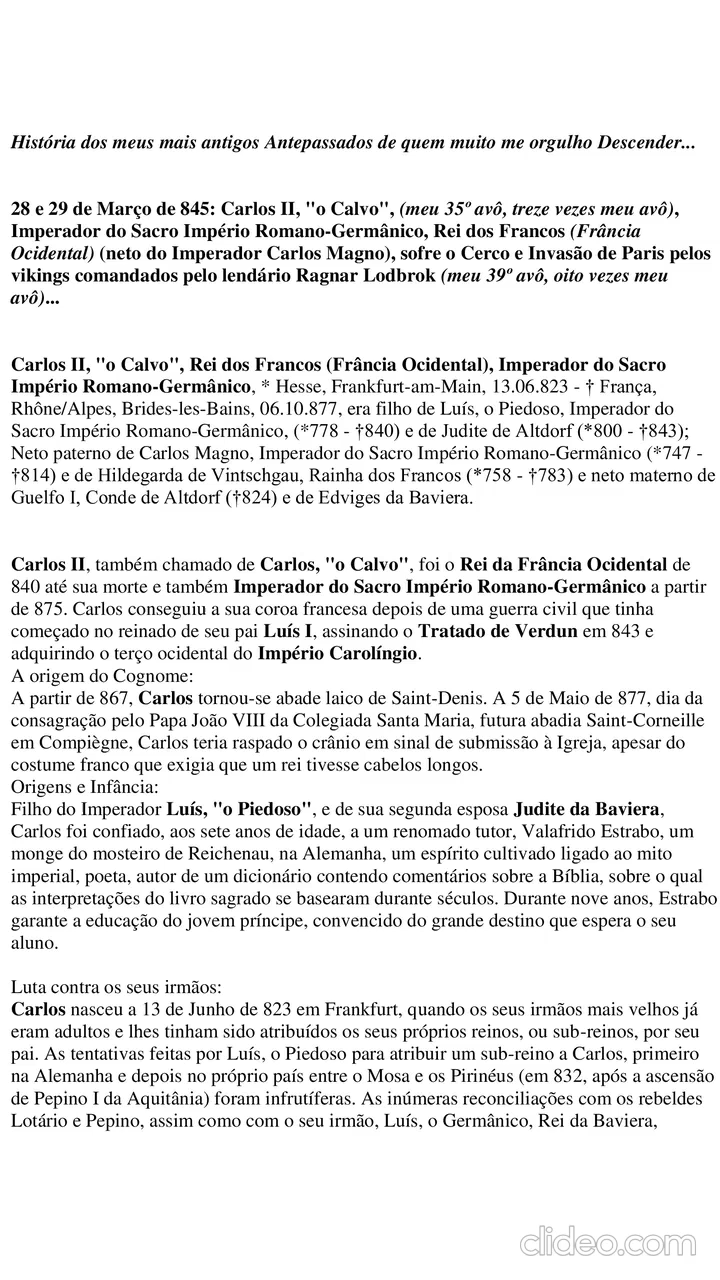 História dos meus mais antigos Antepassados de quem muito me orgulho Descender...
28 e 29 de Março de 845: Carlos II, "o Calvo", (meu 35º avô, treze vezes meu avô),
Imperador do Sacro Império Romano-Germânico, Rei dos Francos (Frância
Ocidental) (neto do Imperador Carlos Magno), sofre o Cerco e Invasão de Paris pelos
vikings comandados pelo lendário Ragnar Lodbrok (meu 39º avô, oito vezes meu
avô)...
Carlos II, "o Calvo", Rei dos Francos (Frância Ocidental), Imperador do Sacro
Império Romano-Germânico, * Hesse, Frankfurt-am-Main, 13.06.823 - † França,
Rhône/Alpes, Brides-les-Bains, 06.10.877, era filho de Luís, o Piedoso, Imperador do
Sacro Império Romano-Germânico, (*778 - †840) e de Judite de Altdorf (*800 - †843);
Neto paterno de Carlos Magno, Imperador do Sacro Império Romano-Germânico (*747 -
†814) e de Hildegarda de Vintschgau, Rainha dos Francos (*758 - †783) e neto materno de
Guelfo I, Conde de Altdorf (†824) e de Edviges da Baviera.
Carlos II, também chamado de Carlos, "o Calvo", foi o Rei da Frância Ocidental de
840 até sua morte e também Imperador do Sacro Império Romano-Germânico a partir
de 875. Carlos conseguiu a sua coroa francesa depois de uma guerra civil que tinha
começado no reinado de seu pai Luís I, assinando o Tratado de Verdun em 843 e
adquirindo o terço ocidental do Império Carolíngio.
A origem do Cognome:
A partir de 867, Carlos tornou-se abade laico de Saint-Denis. A 5 de Maio de 877, dia da
consagração pelo Papa João VIII da Colegiada Santa Maria, futura abadia Saint-Corneille
em Compiègne, Carlos teria raspado o crânio em sinal de submissão à Igreja, apesar do
costume franco que exigia que um rei tivesse cabelos longos.
Origens e Infância:
Filho do Imperador Luís, "o Piedoso", e de sua segunda esposa Judite da Baviera,
Carlos foi confiado, aos sete anos de idade, a um renomado tutor, Valafrido Estrabo, um
monge do mosteiro de Reichenau, na Alemanha, um espírito cultivado ligado ao mito
imperial, poeta, autor de um dicionário contendo comentários sobre a Bíblia, sobre o qual
as interpretações do livro sagrado se basearam durante séculos. Durante nove anos, Estrabo
garante a educação do jovem príncipe, convencido do grande destino que espera o seu
aluno.
Luta contra os seus irmãos:
Carlos nasceu a 13 de Junho de 823 em Frankfurt, quando os seus irmãos mais velhos já
eram adultos e lhes tinham sido atribuídos os seus próprios reinos, ou sub-reinos, por seu
pai. As tentativas feitas por Luís, o Piedoso para atribuir um sub-reino a Carlos, primeiro
na Alemanha e depois no próprio país entre o Mosa e os Pirinéus (em 832, após a ascensão
de Pepino I da Aquitânia) foram infrutíferas. As inúmeras reconciliações com os rebeldes
Lotário e Pepino, assim como com o seu irmão, Luís, o Germânico, Rei da Baviera,
clideo.com